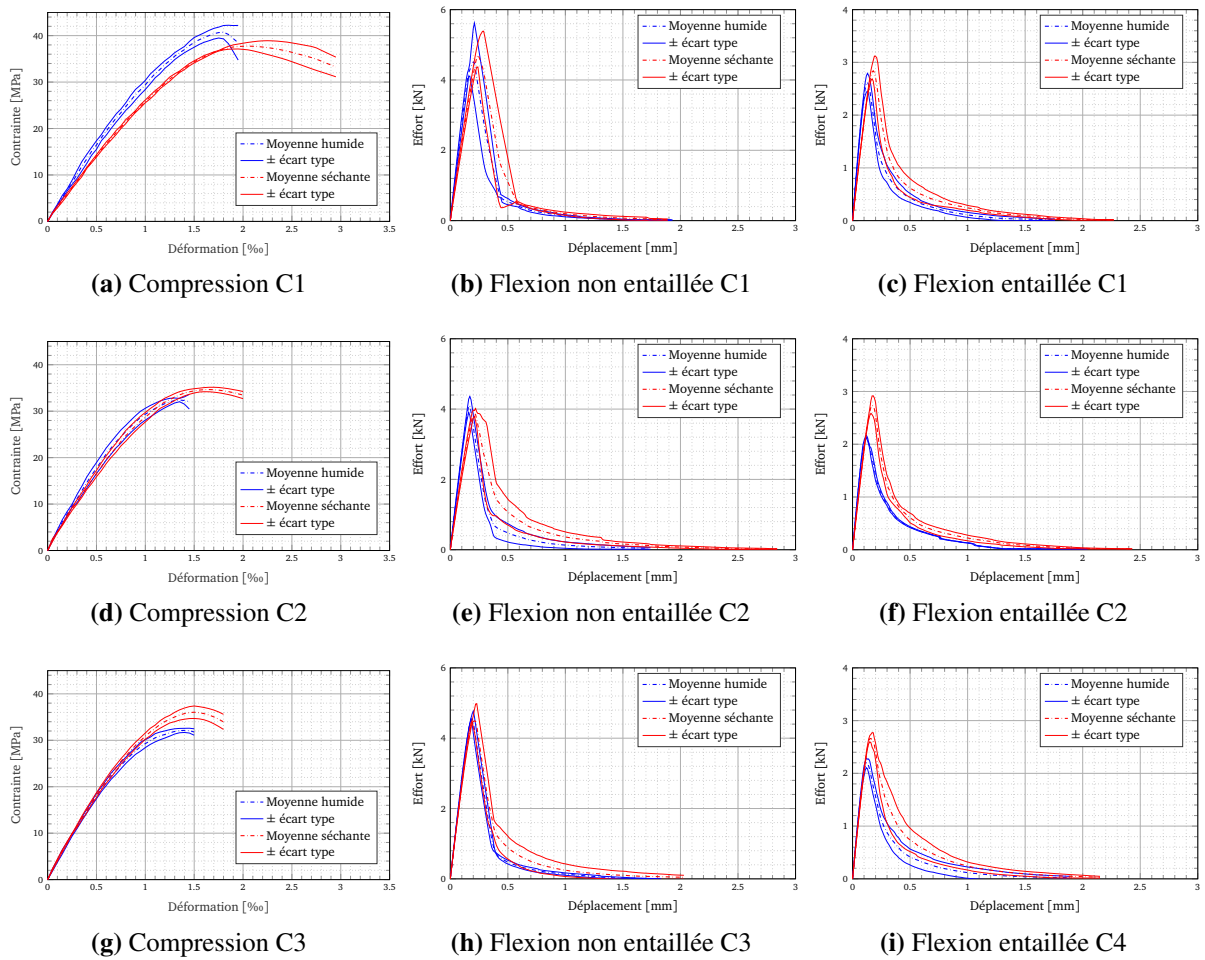 Contrainte [MPa]
40
30
20
10
0
0
0.5
1
1.5
2
2.5
3
3.5
Déformation [‰]
Moyenne humide
± écart type
Moyenne séchante
± écart type
(a) Compression C1
Effort [kN]
6
4
2
0
0
0.5
1
1.5
2
2.5
3
Déplacement [mm]
Moyenne humide
± écart type
Moyenne séchante
± écart type
(b) Flexion non entaillée C1
Effort [kN]
4
3
2
1
0
0
0.5
1
1.5
2
2.5
3
Déplacement [mm]
Moyenne humide
± écart type
Moyenne séchante
± écart type
(c) Flexion entaillée C1
Contrainte [MPa]
40
30
20
10
0
0
0.5
1
1.5
2
2.5
3
3.5
Déformation [‰]
Moyenne humide
± écart type
Moyenne séchante
± écart type
(d) Compression C2
Effort [kN]
6
4
2
0
0
0.5
1
1.5
2
2.5
3
Déplacement [mm]
Moyenne humide
± écart type
Moyenne séchante
± écart type
(e) Flexion non entaillée C2
Effort [kN]
4
3
2
1
0
0
0.5
1
1.5
2
2.5
3
Déplacement [mm]
Moyenne humide
± écart type
Moyenne séchante
± écart type
(f) Flexion entaillée C2
Contrainte [MPa]
40
30
20
10
0
0
0.5
1
1.5
2
2.5
3
3.5
Déformation [‰]
Moyenne humide
± écart type
Moyenne séchante
± écart type
(g) Compression C3
Effort [kN]
6
4
2
0
0
0.5
1
1.5
2
2.5
3
Déplacement [mm]
Moyenne humide
± écart type
Moyenne séchante
± écart type
(h) Flexion non entaillée C3
Effort [kN]
4
3
2
1
0
0
0.5
1
1.5
2
2.5
3
Déplacement [mm]
Moyenne humide
± écart type
Moyenne séchante
± écart type
(i) Flexion entaillée C4